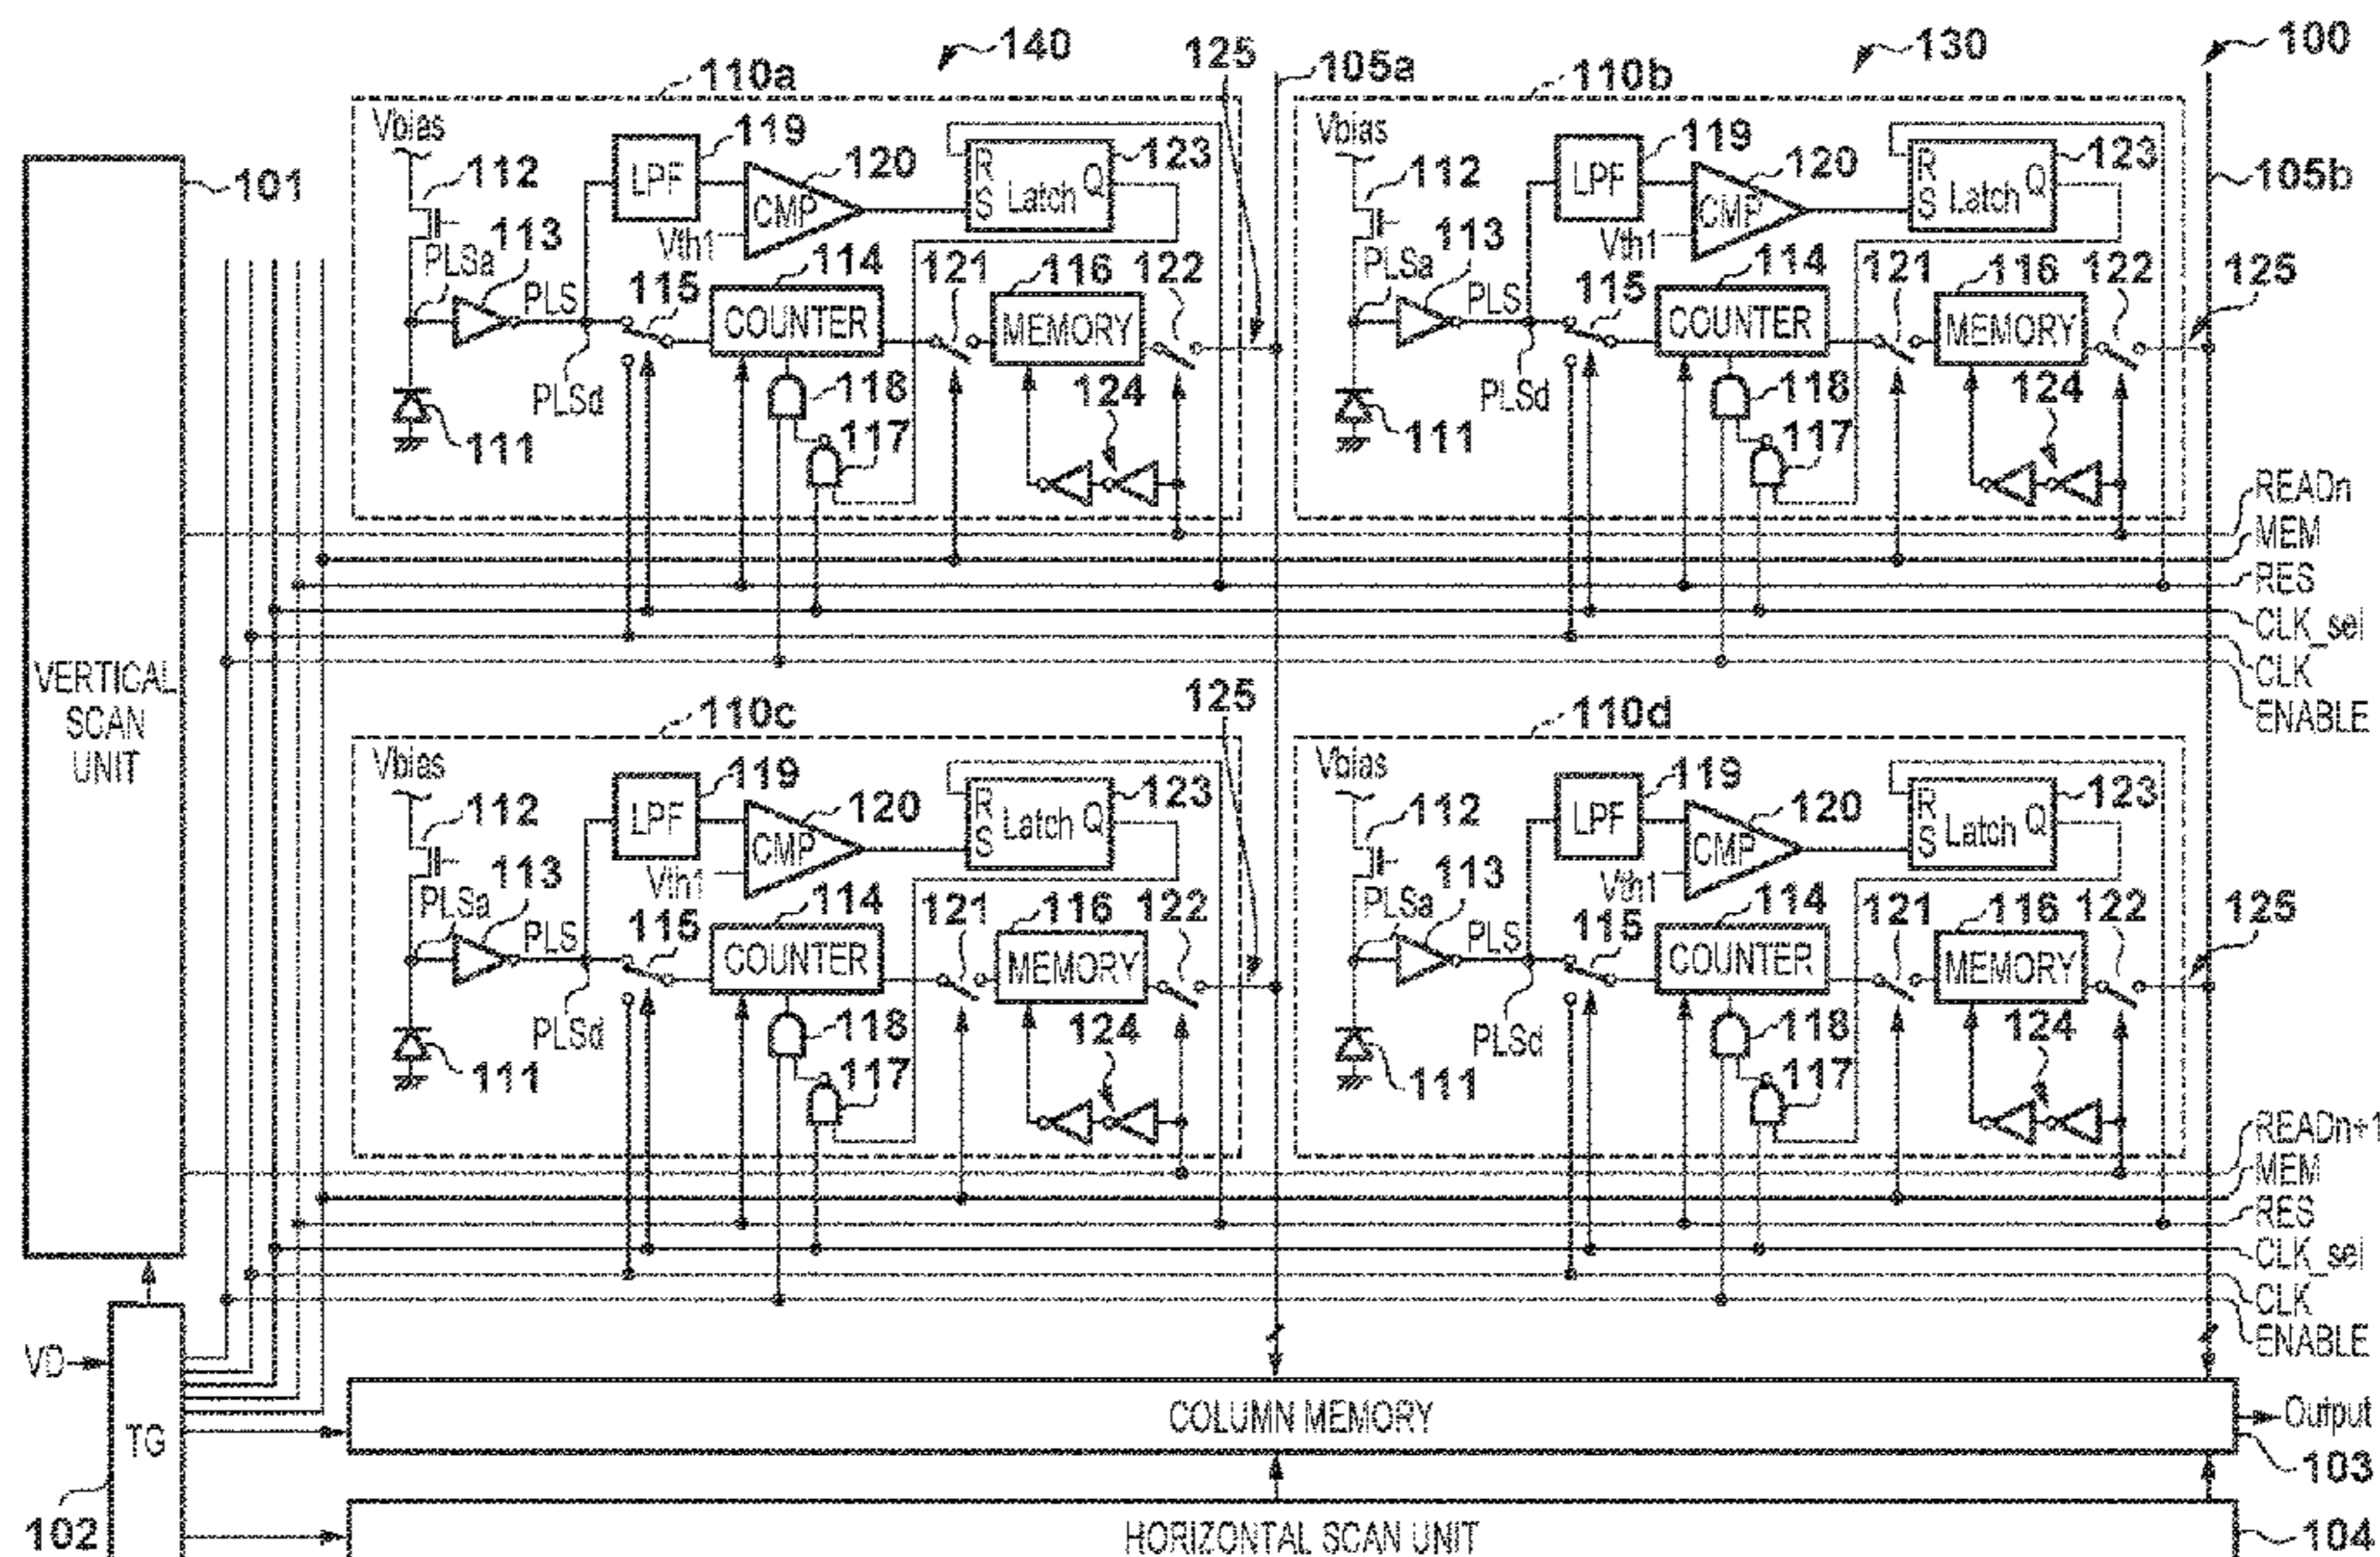 140
125
105a
130
100
110a
110b
Vbias
119
112
LPF
120
CMP
Vth1
R
S
Latch
Q
123
PLSa
113
PLS
115
114
COUNTER
121
116
MEMORY
122
PLSd
118
124
111
117
Vbias
119
112
LPF
120
CMP
Vth1
R
S
Latch
Q
123
105b
PLSa
113
PLS
115
114
COUNTER
121
116
MEMORY
122
125
PLSd
118
124
111
117
101
VERTICAL
SCAN
UNIT
READn
MEM
RES
CLK_sel
CLK
ENABLE
110c
125
110d
Vbias
119
112
LPF
120
CMP
Vth1
R
S
Latch
Q
123
PLSa
113
PLS
115
114
COUNTER
121
116
MEMORY
122
PLSd
118
124
111
117
Vbias
119
112
LPF
120
CMP
Vth1
R
S
Latch
Q
123
PLSa
113
PLS
115
114
COUNTER
121
116
MEMORY
122
125
PLSd
118
124
111
117
READn+1
MEM
RES
CLK_sel
CLK
ENABLE
VD
TG
102
COLUMN MEMORY
Output
103
HORIZONTAL SCAN UNIT
104